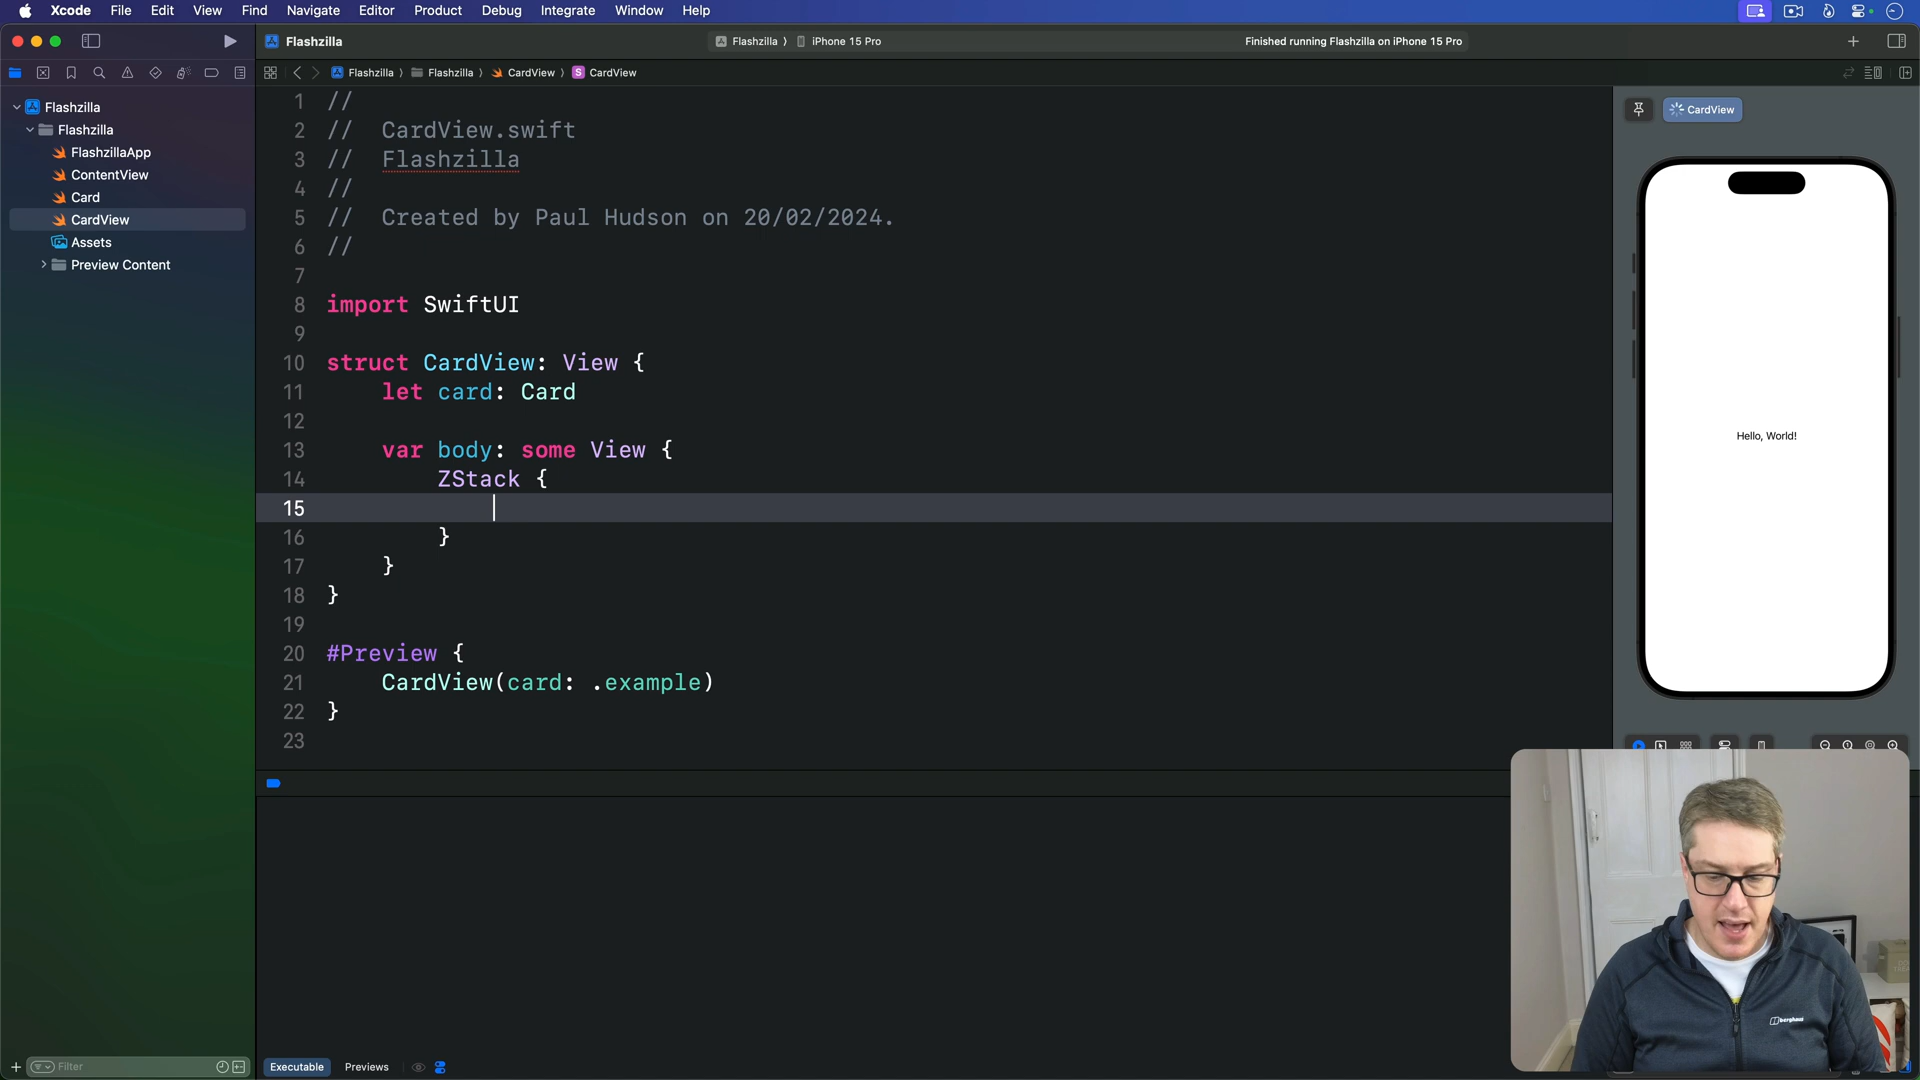 Xcode File Edit View Find Navigate Editor Product Debug Integrate Window Help
Flashzilla
Flashzilla ⟩ iPhone 15 Pro
Finished running Flashzilla on iPhone 15 Pro
Flashzilla ⟩ Flashzilla ⟩ CardView ⟩ S CardView
Flashzilla
Flashzilla
FlashzillaApp
ContentView
Card
CardView
Assets
Preview Content
1 //
2 // CardView.swift
3 // Flashzilla
4 //
5 // Created by Paul Hudson on 20/02/2024.
6 //
7
8 import SwiftUI
9
10 struct CardView: View {
11 let card: Card
12
13 var body: some View {
14 ZStack {
15
16 }
17 }
18 }
19
20 #Preview {
21 CardView(card: .example)
22 }
23
CardView
Hello, World!
berghaus
Filter
Executable Previews